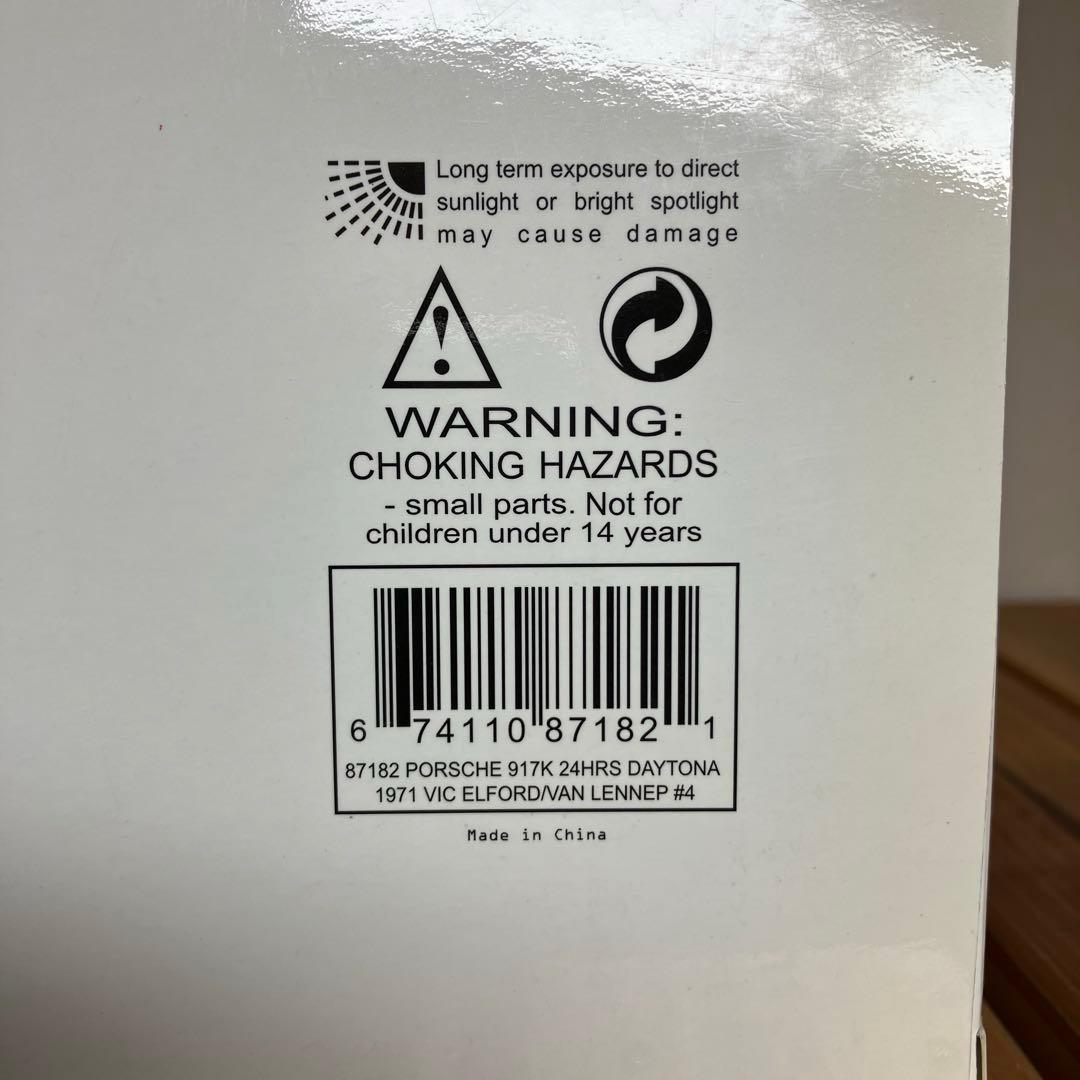 Long term exposure to direct
sunlight or bright spotlight
may cause damage
WARNING:
CHOKING HAZARDS
- small parts. Not for
children under 14 years
6 74110 87182 1
87182 PORSCHE 917K 24HRS DAYTONA
1971 VIC ELFORD/VAN LENNEP #4
Made in China